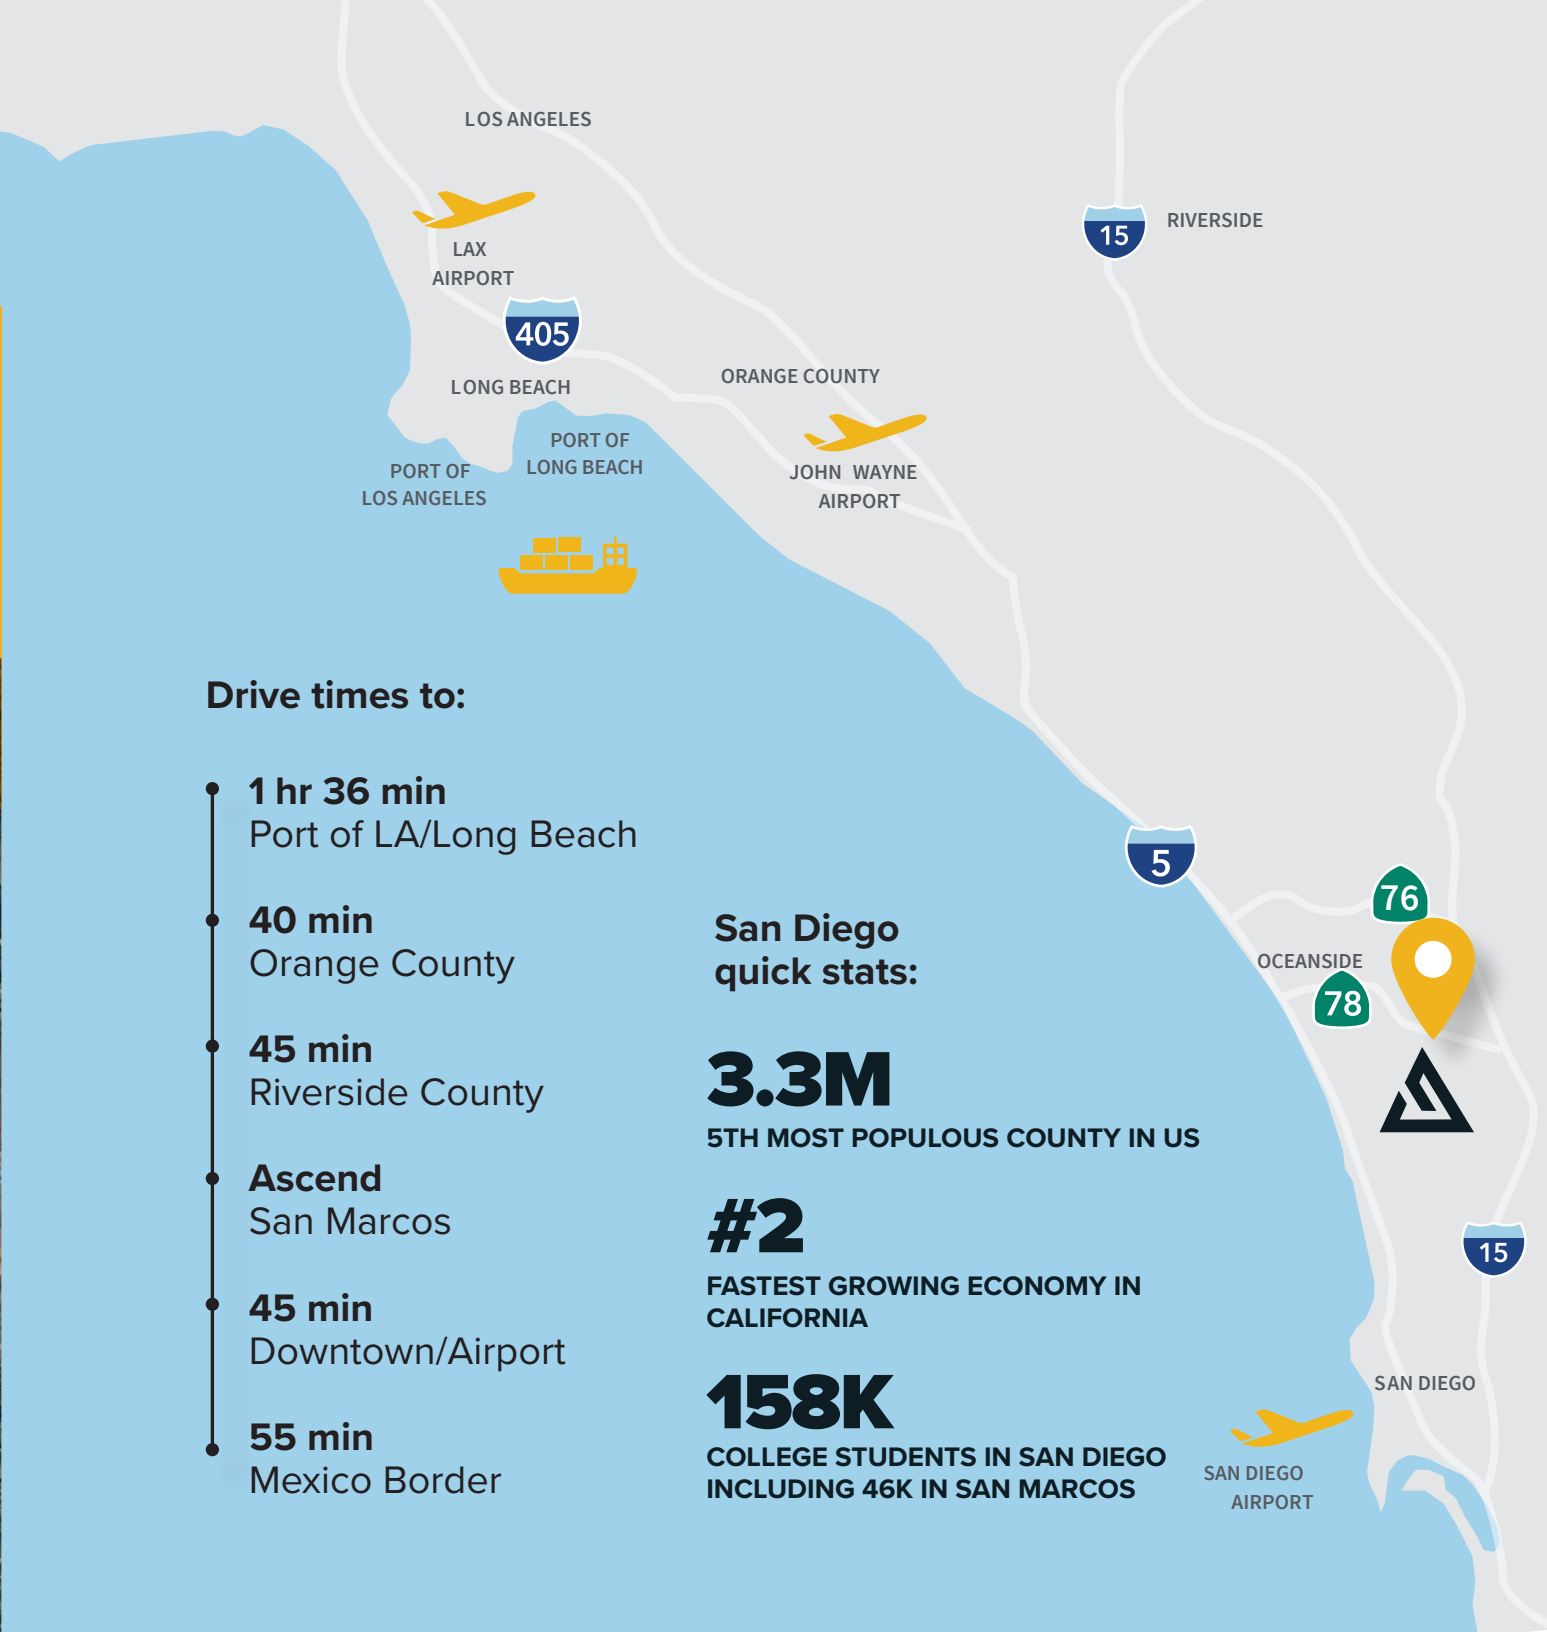 LOS ANGELES
LAX
AIRPORT
15
RIVERSIDE
405
LONG BEACH
ORANGE COUNTY
PORT OF
LONG BEACH
PORT OF
LOS ANGELES
JOHN WAYNE
AIRPORT
Drive times to:
1 hr 36 min
Port of LA/Long Beach
40 min
Orange County
45 min
Riverside County
Ascend
San Marcos
45 min
Downtown/Airport
55 min
Mexico Border
San Diego
quick stats:
3.3M
5TH MOST POPULOUS COUNTY IN US
#2
FASTEST GROWING ECONOMY IN
CALIFORNIA
158K
COLLEGE STUDENTS IN SAN DIEGO
INCLUDING 46K IN SAN MARCOS
5
76
OCEANSIDE
78
15
SAN DIEGO
SAN DIEGO
AIRPORT